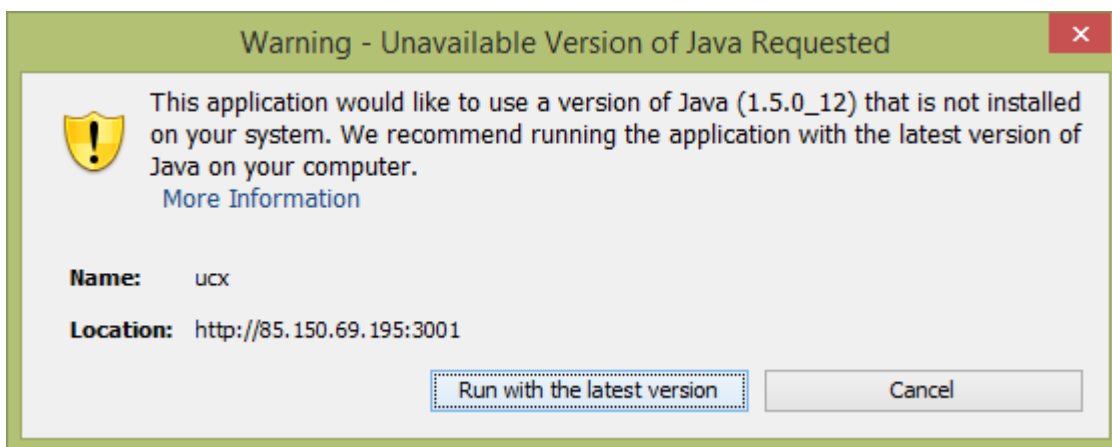 Warning - Unavailable Version of Java Requested
This application would like to use a version of Java (1.5.0_12) that is not installed
on your system. We recommend running the application with the latest version of
Java on your computer.
More Information
Name: ucx
Location: http://85.150.69.195:3001
Run with the latest version Cancel